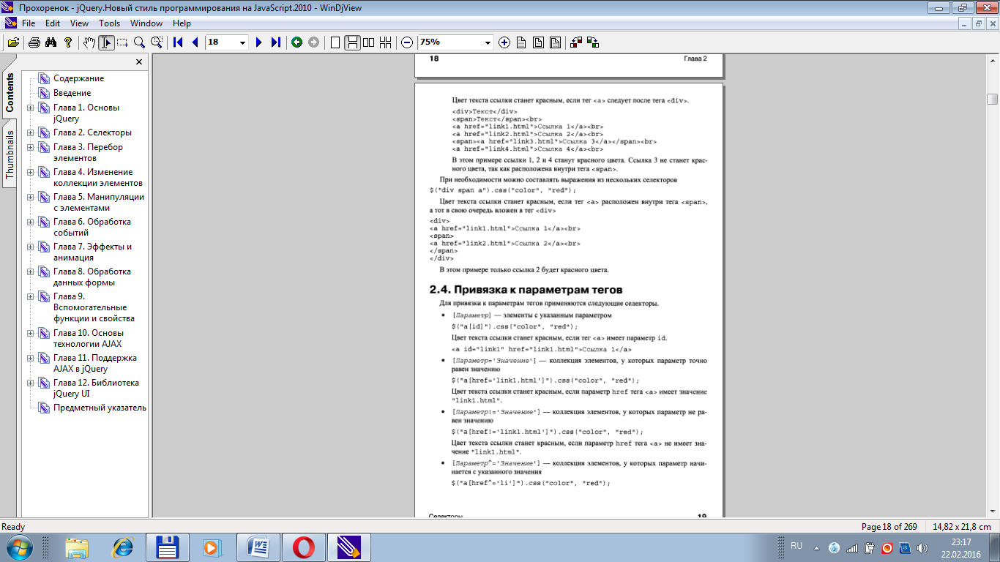 Прохоренок - jQuery.Новый стиль программирования на JavaScript.2010 - WinDjView
File Edit View Tools Window Help
18
75%
Contents
Thumbnails
Содержание
Введение
Глава 1. Основы
jQuery
Глава 2. Селекторы
Глава 3. Перебор
элементов
Глава 4. Изменение
коллекции элементов
Глава 5. Манипуляции
с элементами
Глава 6. Обработка
событий
Глава 7. Эффекты и
анимация
Глава 8. Обработка
данных формы
Глава 9.
Вспомогательные
функции и свойства
Глава 10. Основы
технологии AJAX
Глава 11. Поддержка
AJAX в jQuery
Глава 12. Библиотека
jQuery UI
Предметный указатель
18 Глава 2
Цвет текста ссылки станет красным, если тег <a> следует после тега <div>.
<div>Текст</div>
<span>Текст</span><br>
<a href="link1.html">Ссылка 1</a><br>
<a href="link2.html">Ссылка 2</a><br>
<span><a href="link3.html">Ссылка 3</a></span><br>
<a href="link4.html">Ссылка 4</a><br>
В этом примере ссылки 1, 2 и 4 станут красного цвета. Ссылка 3 не станет крас-
ного цвета, так как расположена внутри тега <span>.
При необходимости можно составлять выражения из нескольких селекторов
$("div span a").css("color", "red");
Цвет текста ссылки станет красным, если тег <a> расположен внутри тега <span>,
а тот в свою очередь вложен в тег <div>
<div>
<a href="link1.html">Ссылка 1</a><br>
<span>
<a href="link2.html">Ссылка 2</a><br>
</span>
</div>
В этом примере только ссылка 2 будет красного цвета.
2.4. Привязка к параметрам тегов
Для привязки к параметрам тегов применяются следующие селекторы.
• [Параметр] — элементы с указанным параметром
$("a[id]").css("color", "red");
Цвет текста ссылки станет красным, если тег <a> имеет параметр id.
<a id="link1" href="link1.html">Ссылка 1</a>
• [Параметр='Значение'] — коллекция элементов, у которых параметр точно
равен значению
$("a[href='link1.html']").css("color", "red");
Цвет текста ссылки станет красным, если параметр href тега <a> имеет значение
"link1.html".
• [Параметр!='Значение'] — коллекция элементов, у которых параметр не ра-
вен значению
$("a[href!='link1.html']").css("color", "red");
Цвет текста ссылки станет красным, если параметр href тега <a> не имеет зна-
чение "link1.html".
• [Параметр^='Значение'] — коллекция элементов, у которых параметр начи-
нается с указанного значения
$("a[href^='li']").css("color", "red");
Селекторы 19
Ready Page 18 of 269 14,82 x 21,8 cm
RU 23:17
22.02.2016